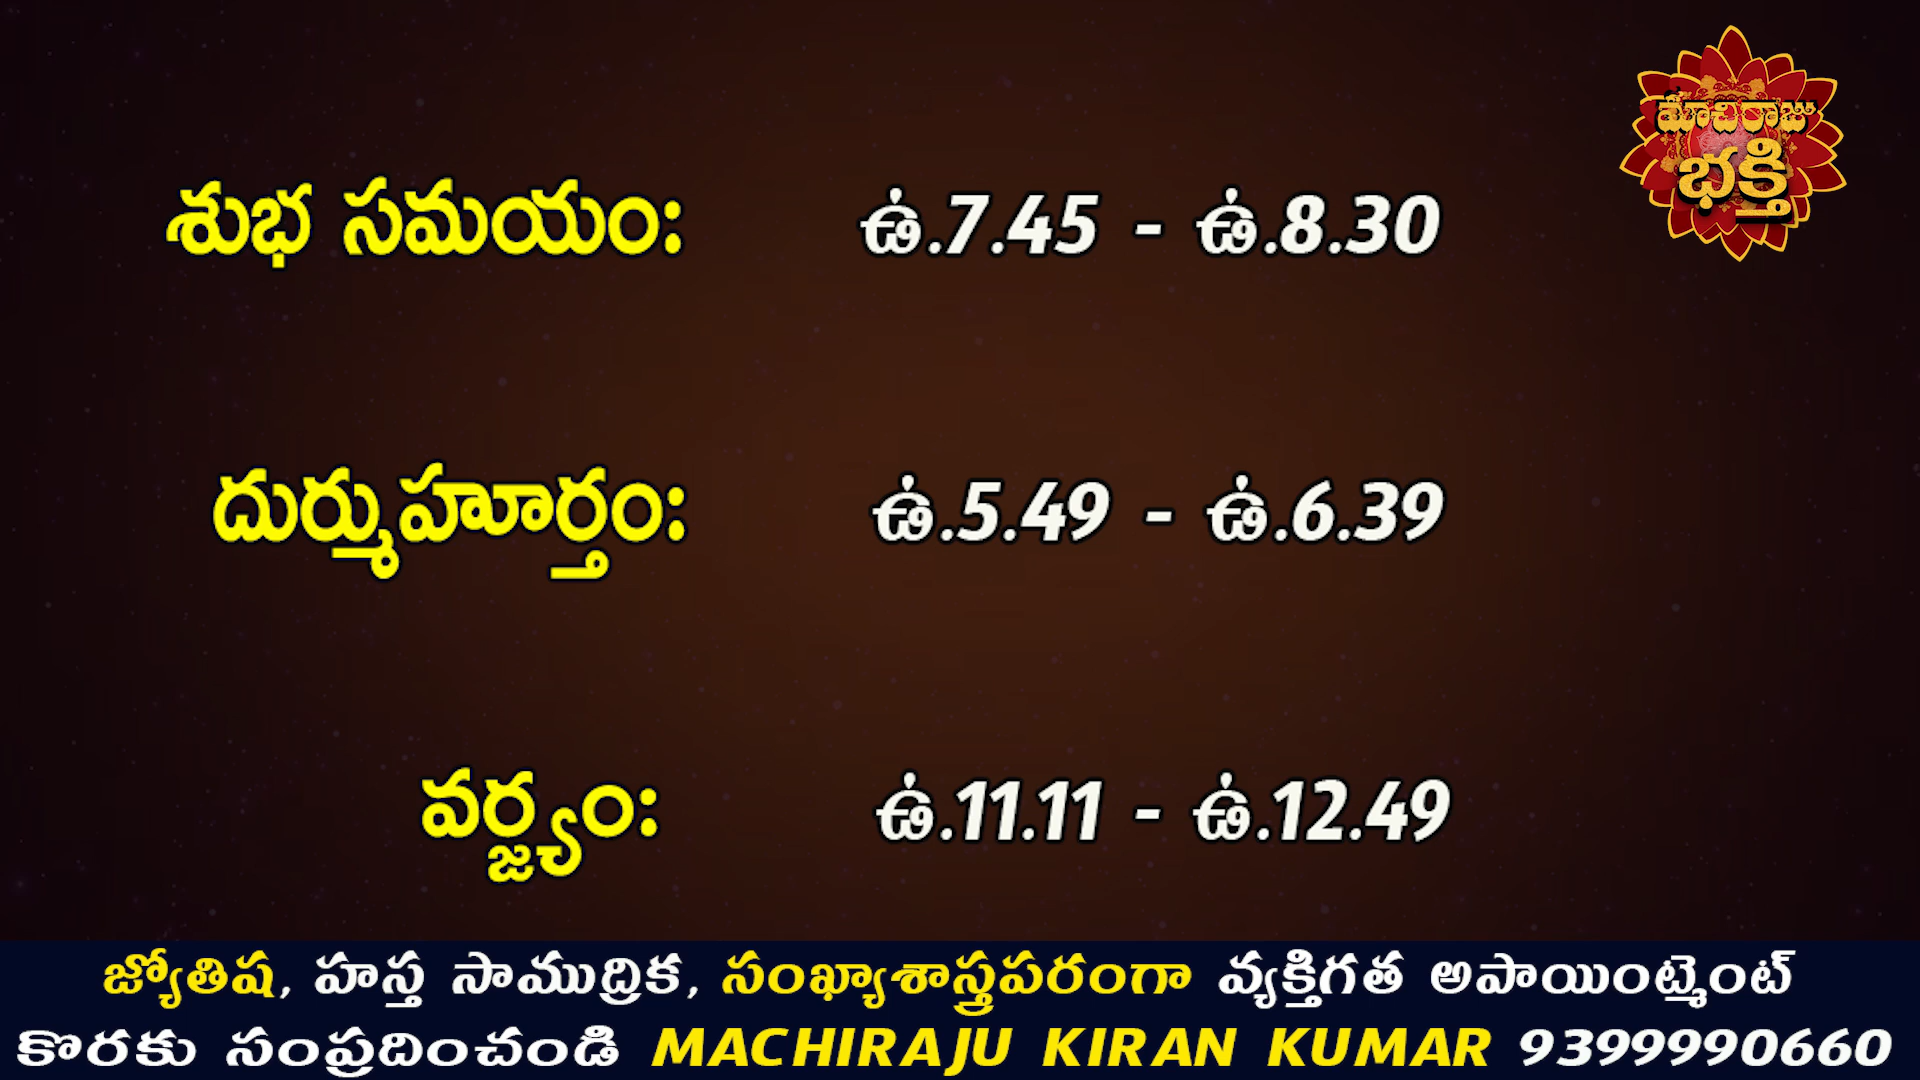 మాచిరాజు
భక్తి
శుభ సమయం: ఉ.7.45 - ఉ.8.30
దుర్ముహూర్తం: ఉ.5.49 - ఉ.6.39
వర్జ్యం: ఉ.11.11 - ఉ.12.49
జ్యోతిష, హస్త సాముద్రిక, సంఖ్యాశాస్త్రపరంగా వ్యక్తిగత అపాయింట్మెంట్
కొరకు సంప్రదించండి MACHIRAJU KIRAN KUMAR 9399990660